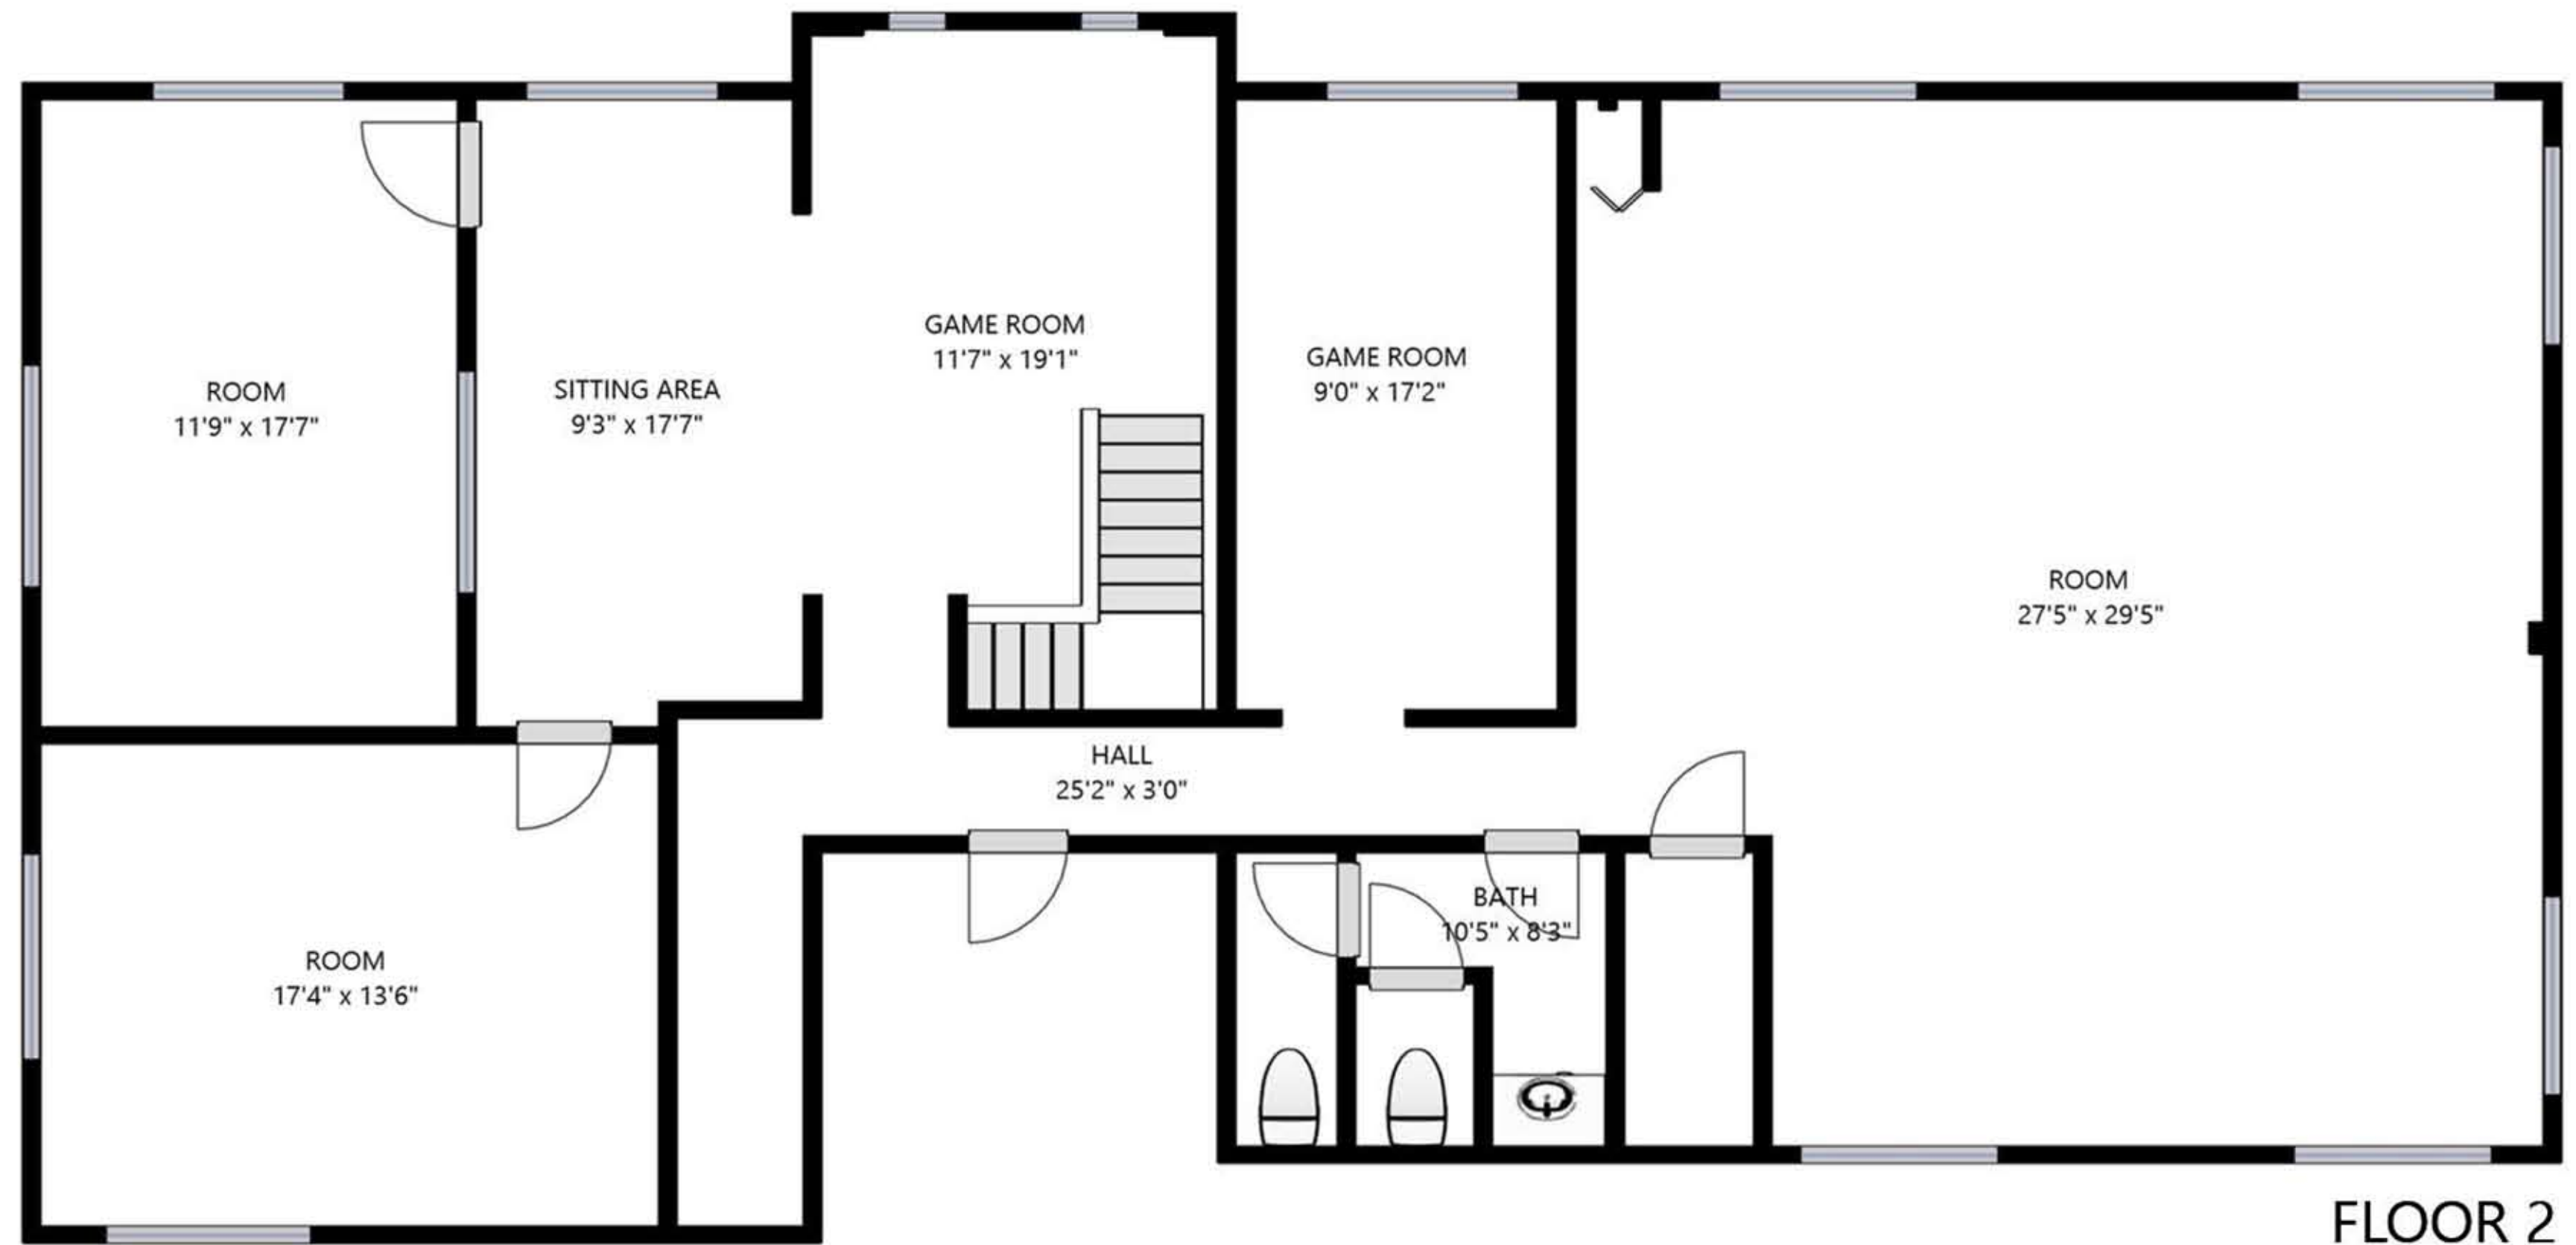 GAME ROOM
11'7" x 19'1"
GAME ROOM
9'0" x 17'2"
ROOM
11'9" x 17'7"
SITTING AREA
9'3" x 17'7"
ROOM
27'5" x 29'5"
HALL
25'2" x 3'0"
BATH
10'5" x 8'3"
ROOM
17'4" x 13'6"
FLOOR 2